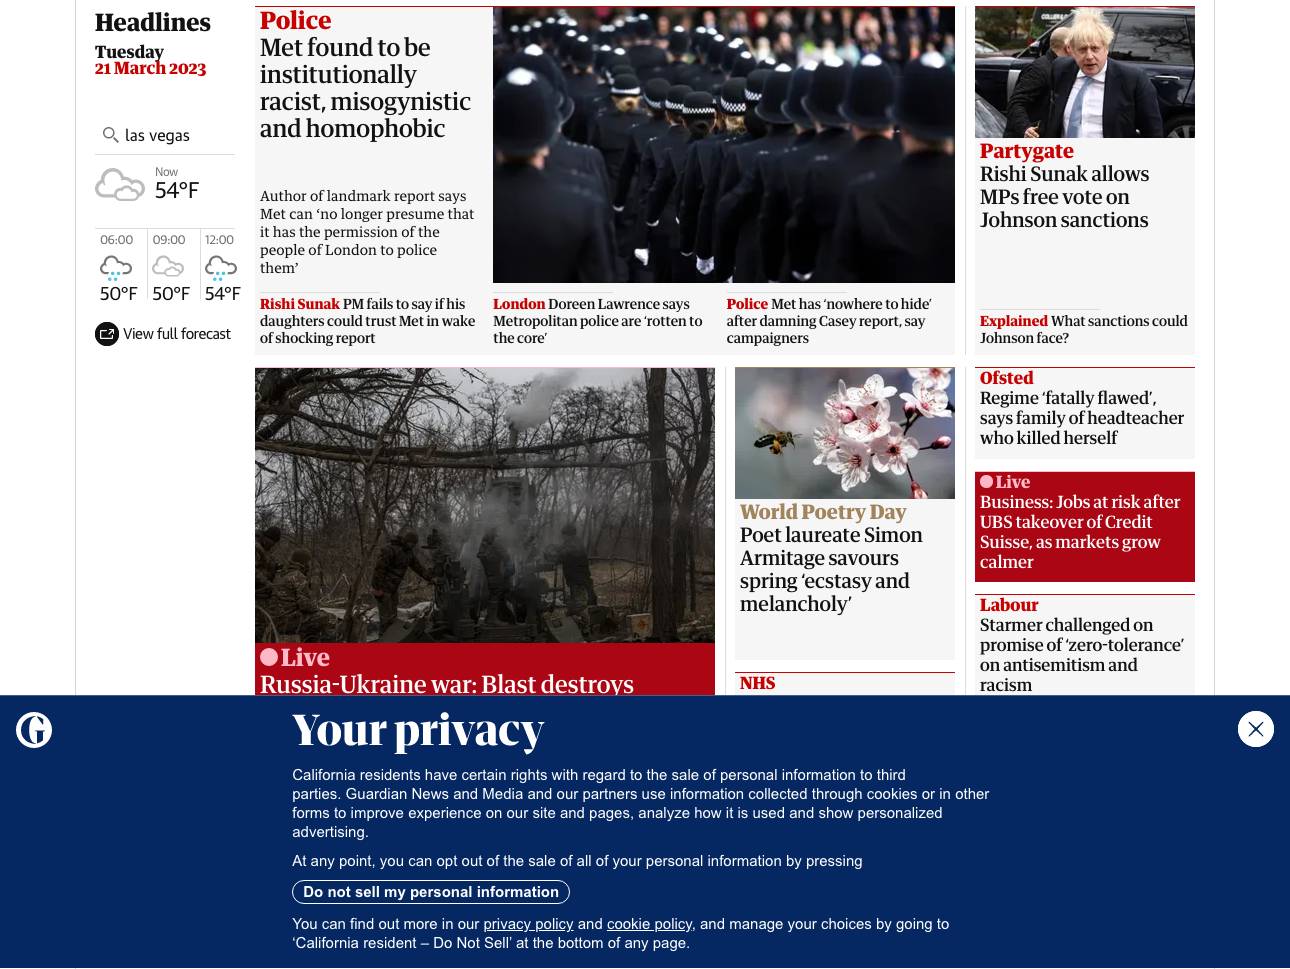 Headlines
Tuesday
21 March 2023
las vegas
Now
54°F
06:00
09:00
12:00
50°F
50°F
54°F
View full forecast
Police
Met found to be
institutionally
racist, misogynistic
and homophobic
Author of landmark report says
Met can ‘no longer presume that
it has the permission of the
people of London to police
them’
Rishi Sunak PM fails to say if his
daughters could trust Met in wake
of shocking report
London Doreen Lawrence says
Metropolitan police are ‘rotten to
the core’
Police Met has ‘nowhere to hide’
after damning Casey report, say
campaigners
Partygate
Rishi Sunak allows
MPs free vote on
Johnson sanctions
Explained What sanctions could
Johnson face?
Live
Russia-Ukraine war: Blast destroys
World Poetry Day
Poet laureate Simon
Armitage savours
spring ‘ecstasy and
melancholy’
NHS
Ofsted
Regime ‘fatally flawed’,
says family of headteacher
who killed herself
Live
Business: Jobs at risk after
UBS takeover of Credit
Suisse, as markets grow
calmer
Labour
Starmer challenged on
promise of ‘zero-tolerance’
on antisemitism and
racism
G
Your privacy
California residents have certain rights with regard to the sale of personal information to third
parties. Guardian News and Media and our partners use information collected through cookies or in other
forms to improve experience on our site and pages, analyze how it is used and show personalized
advertising.
At any point, you can opt out of the sale of all of your personal information by pressing
Do not sell my personal information
You can find out more in our privacy policy and cookie policy, and manage your choices by going to
‘California resident – Do Not Sell’ at the bottom of any page.